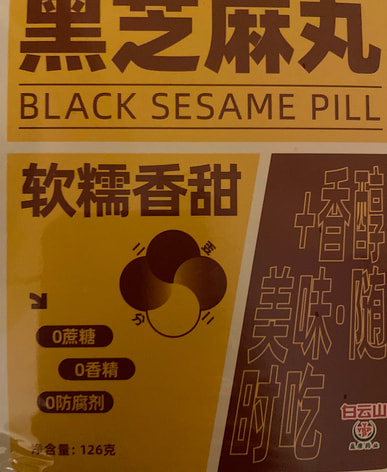 黑芝麻丸
BLACK SESAME PILL
软糯香甜
+香醇
美味·随
时吃
0蔗糖
0香精
0防腐剂
净含量：126克
白云山